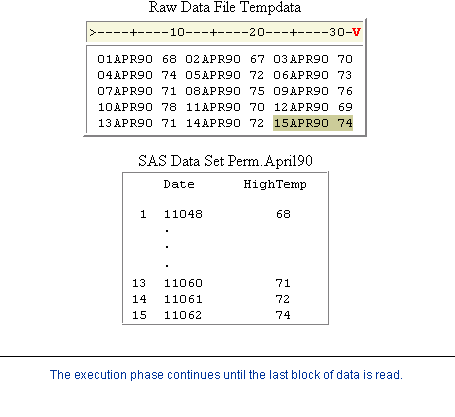 Raw Data File Tempdata
>----+----10---+----20---+----30-V
01APR90 68 02APR90 67 03APR90 70
04APR90 74 05APR90 72 06APR90 73
07APR90 71 08APR90 75 09APR90 76
10APR90 78 11APR90 70 12APR90 69
13APR90 71 14APR90 72 15APR90 74
SAS Data Set Perm.April90
Date HighTemp
1 11048 68
.
.
.
13 11060 71
14 11061 72
15 11062 74
The execution phase continues until the last block of data is read.